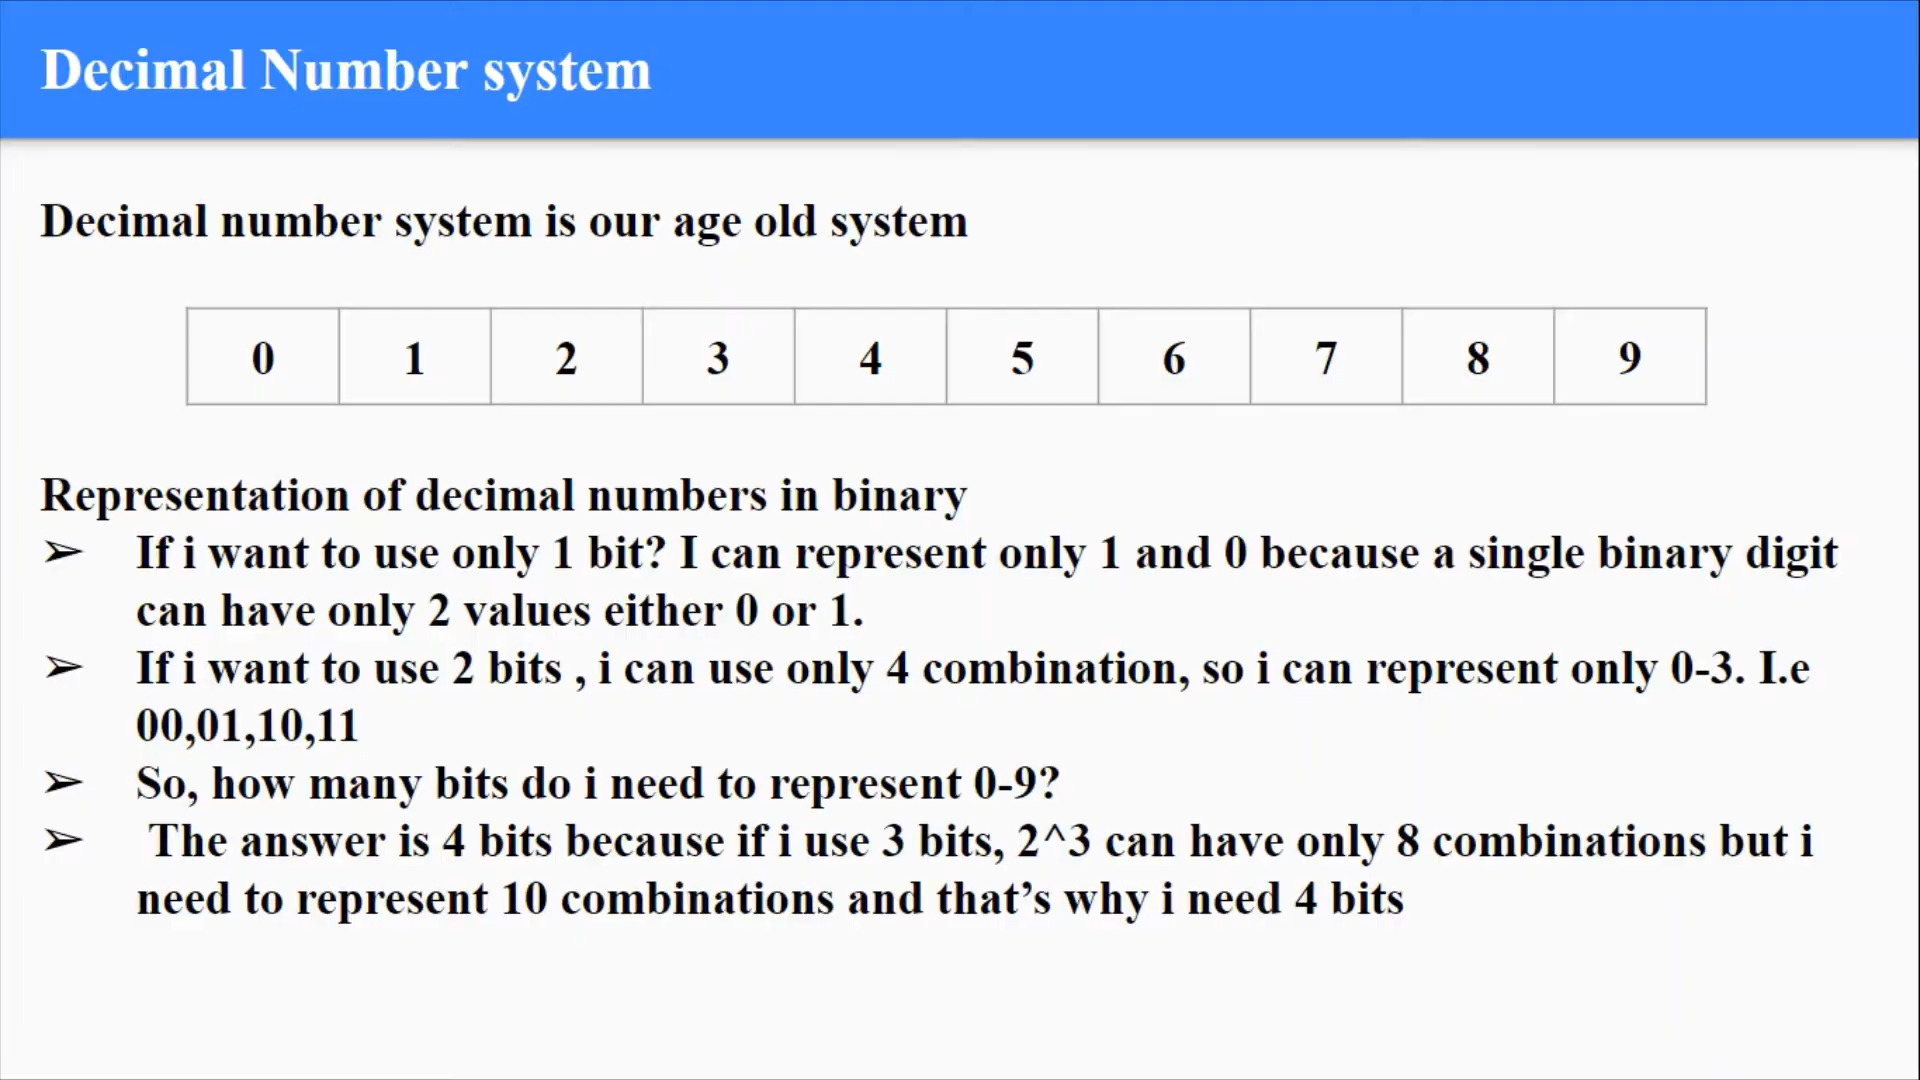 Decimal Number system
Decimal number system is our age old system
0 1 2 3 4 5 6 7 8 9
Representation of decimal numbers in binary
➢ If i want to use only 1 bit? I can represent only 1 and 0 because a single binary digit
can have only 2 values either 0 or 1.
➢ If i want to use 2 bits , i can use only 4 combination, so i can represent only 0-3. I.e
00,01,10,11
➢ So, how many bits do i need to represent 0-9?
➢ The answer is 4 bits because if i use 3 bits, 2^3 can have only 8 combinations but i
need to represent 10 combinations and that’s why i need 4 bits